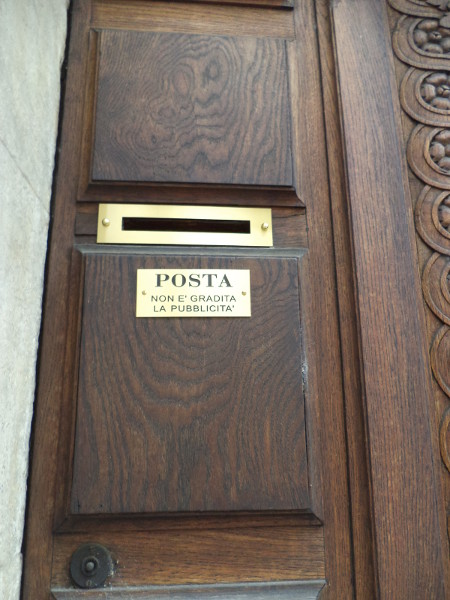 POSTA
NON E' GRADITA
LA PUBBLICITA'